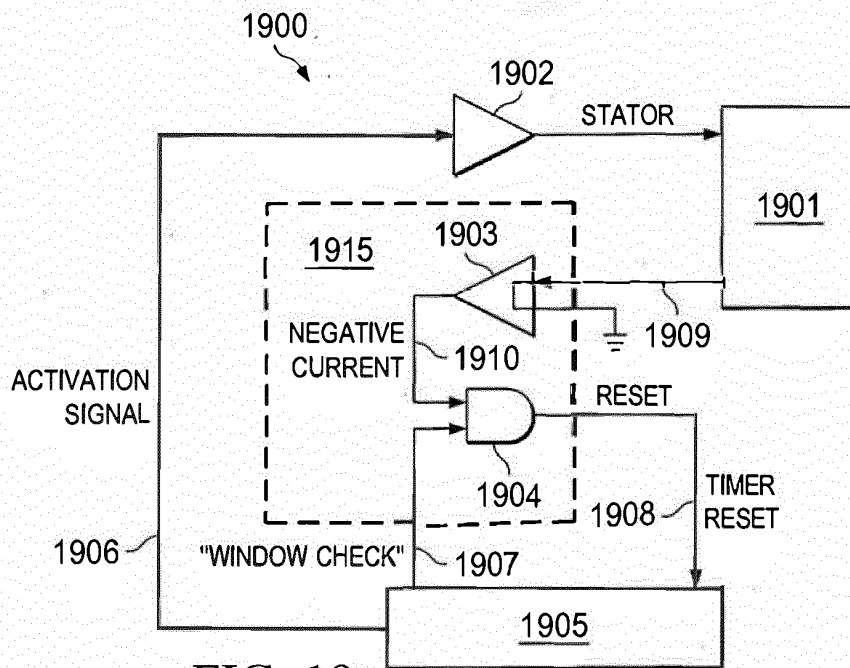 1900
1902
STATOR
1901
1903
1915
1909
NEGATIVE
CURRENT
1910
ACTIVATION
SIGNAL
RESET
1904
1908
TIMER
RESET
1906
"WINDOW CHECK"
1907
1905